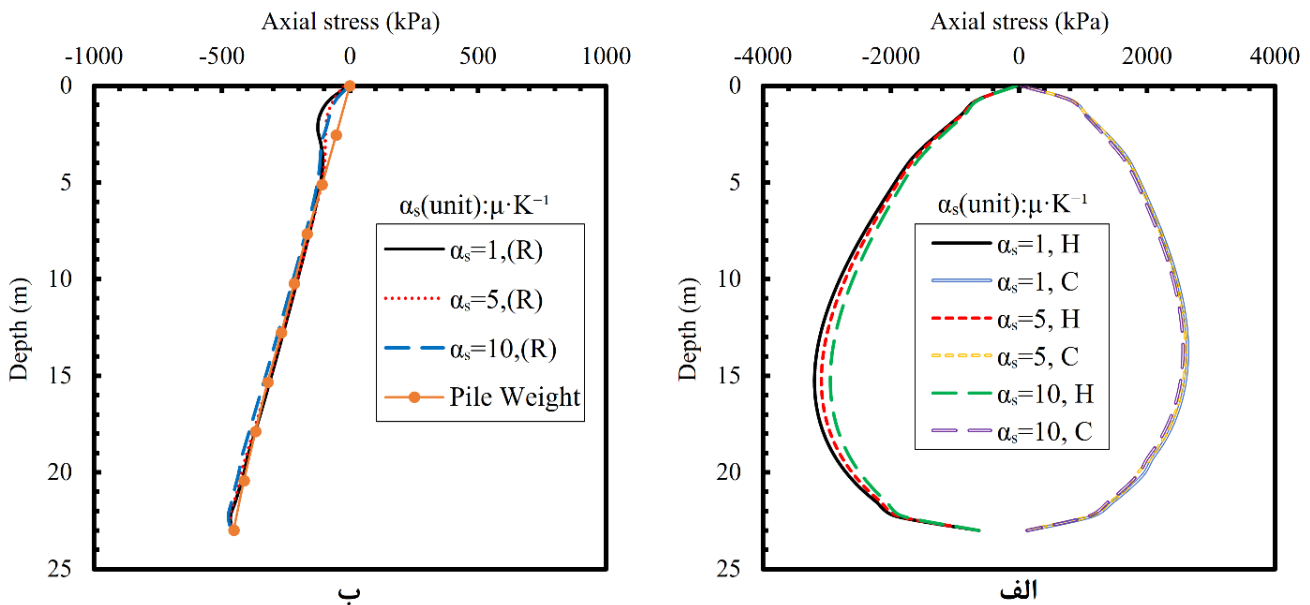 Axial stress (kPa)
-1000 -500 0 500 1000
0
5
10
15
20
25
Depth (m)
αₛ(unit):μ·K⁻¹
αₛ=1,(R)
αₛ=5,(R)
αₛ=10,(R)
Pile Weight
ب
Axial stress (kPa)
-4000 -2000 0 2000 4000
0
5
10
15
20
25
Depth (m)
αₛ(unit):μ·K⁻¹
αₛ=1, H
αₛ=1, C
αₛ=5, H
αₛ=5, C
αₛ=10, H
αₛ=10, C
الف